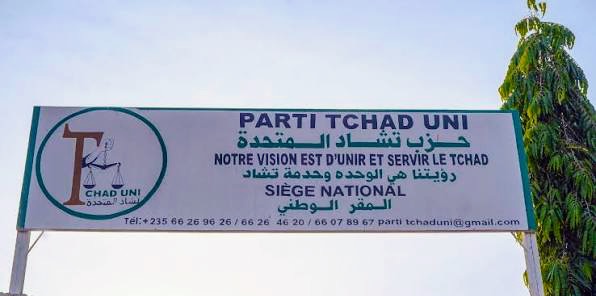 PARTI TCHAD UNI
حزب تشاد المتحدة
NOTRE VISION EST D'UNIR ET SERVIR LE TCHAD
رؤيتنا هي الوحده وخدمة تشاد
SIÈGE NATIONAL
المقر الوطني
Tél:+235 66 26 96 26 / 66 26 46 20 / 66 07 89 67 parti tchaduni@gmail.com
TCHAD UNI
تشاد المتحدة